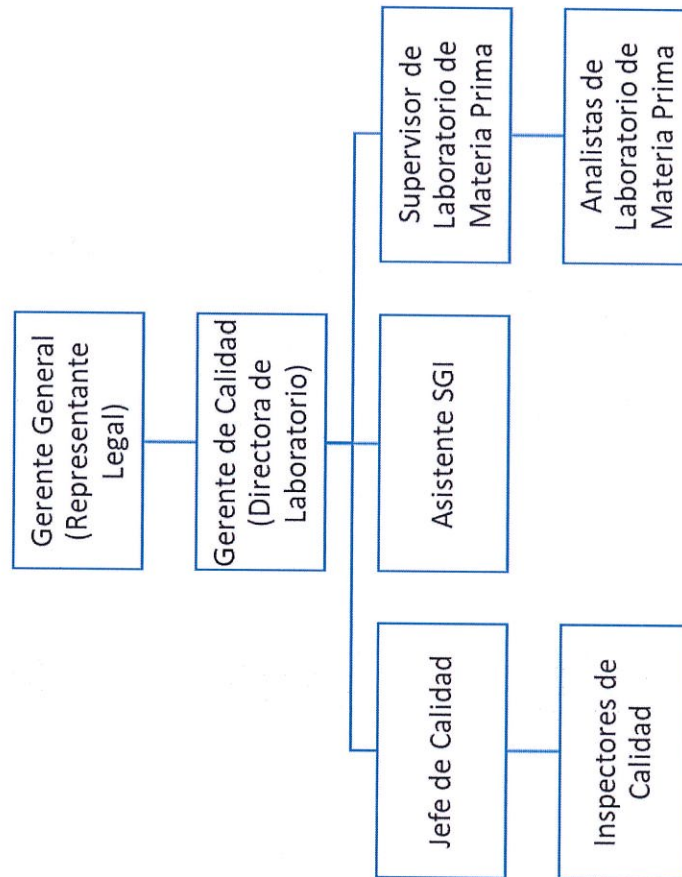 Gerente General
(Representante
Legal)
Gerente de Calidad
(Directora de
Laboratorio)
Jefe de Calidad
Asistente SGI
Supervisor de
Laboratorio de
Materia Prima
Inspectores de
Calidad
Analistas de
Laboratorio de
Materia Prima